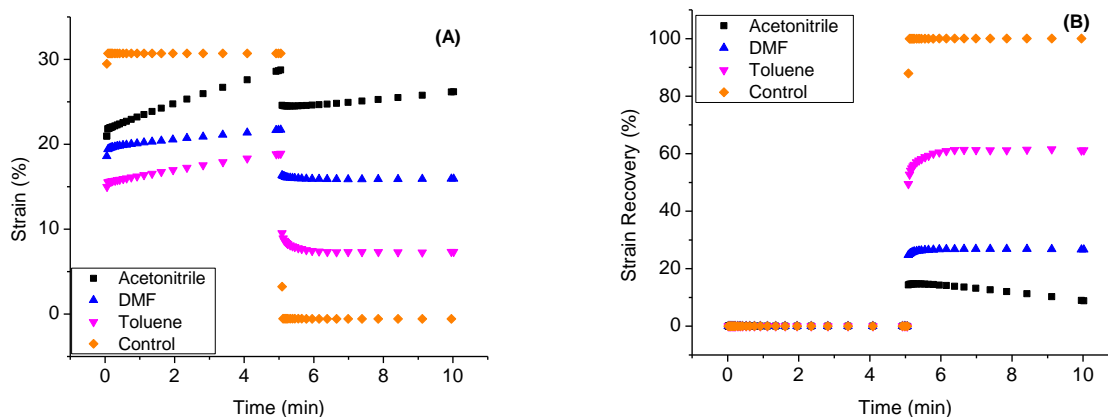 (A)
Strain (%)
30
20
10
0
Acetonitrile
DMF
Toluene
Control
0 2 4 6 8 10
Time (min)
(B)
Strain Recovery (%)
100
80
60
40
20
0
Acetonitrile
DMF
Toluene
Control
0 2 4 6 8 10
Time (min)